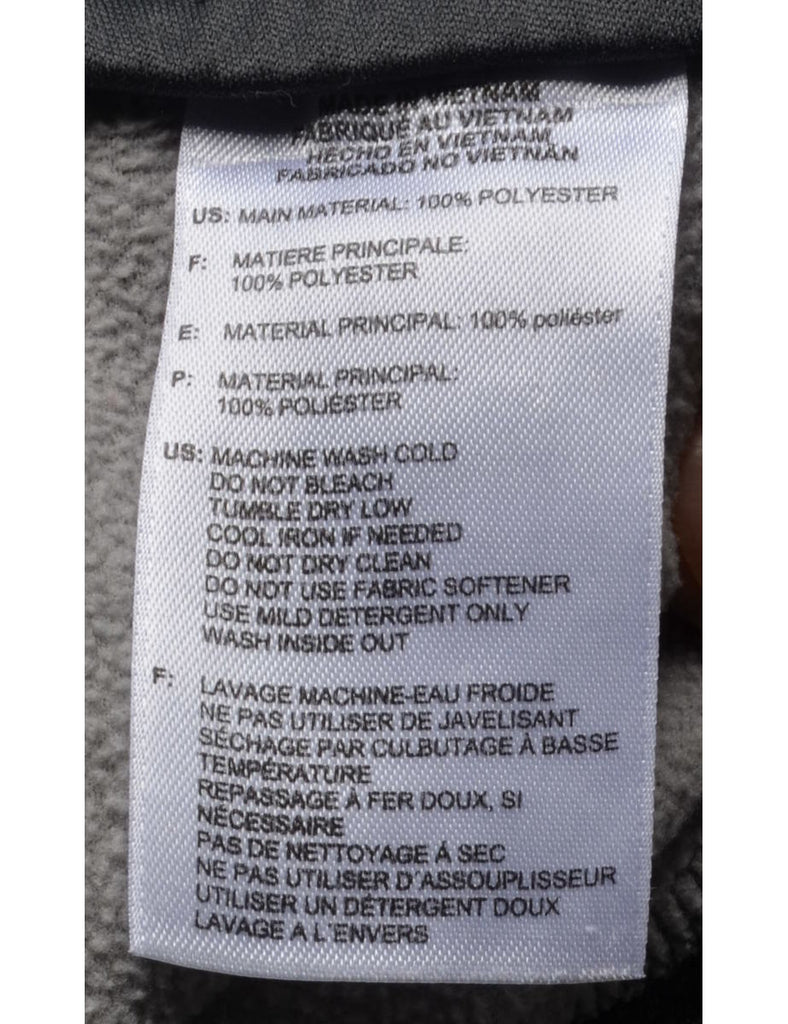 MADE IN VIETNAM
FABRIQUÉ AU VIETNAM
HECHO EN VIETNAM
FABRICADO NO VIETNÃN
US: MAIN MATERIAL: 100% POLYESTER
F: MATIERE PRINCIPALE:
100% POLYESTER
E: MATERIAL PRINCIPAL: 100% poliéster
P: MATERIAL PRINCIPAL:
100% POLIÉSTER
US: MACHINE WASH COLD
DO NOT BLEACH
TUMBLE DRY LOW
COOL IRON IF NEEDED
DO NOT DRY CLEAN
DO NOT USE FABRIC SOFTENER
USE MILD DETERGENT ONLY
WASH INSIDE OUT
F: LAVAGE MACHINE-EAU FROIDE
NE PAS UTILISER DE JAVELISANT
SÉCHAGE PAR CULBUTAGE À BASSE
TEMPÉRATURE
REPASSAGE À FER DOUX, SI
NÉCESSAIRE
PAS DE NETTOYAGE Á SEC
NE PAS UTILISER D'ASSOUPLISSEUR
UTILISER UN DÉTERGENT DOUX
LAVAGE A L'ENVERS